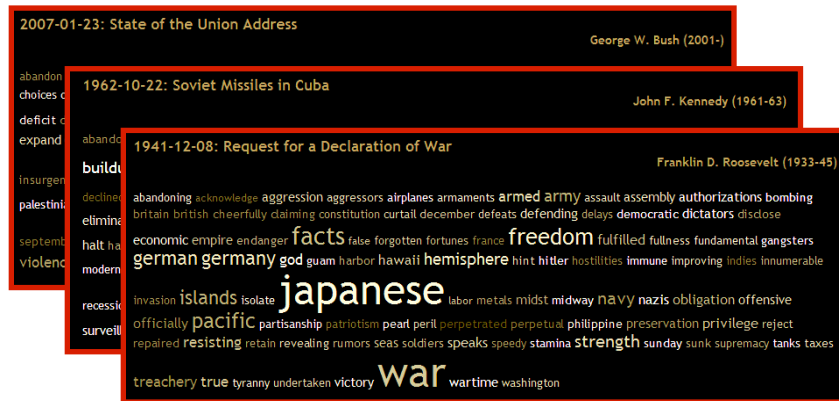 2007-01-23: State of the Union Address
George W. Bush (2001-)
abandon
choices
deficit
expand
insurgen
palestinia
septemb
violenc
1962-10-22: Soviet Missiles in Cuba
John F. Kennedy (1961-63)
abando
buildu
declined
elimina
halt ha
modern
recessio
surveill
1941-12-08: Request for a Declaration of War
Franklin D. Roosevelt (1933-45)
abandoning acknowledge aggression aggressors airplanes armaments armed army assault assembly authorizations bombing
britain british cheerfully claiming constitution curtail december defeats defending delays democratic dictators disclose
economic empire endanger facts false forgotten fortunes france freedom fulfilled fullness fundamental gangsters
german germany god guam harbor hawaii hemisphere hint hitler hostilities immune improving indies innumerable
invasion islands isolate japanese labor metals midst midway navy nazis obligation offensive
officially pacific partisanship patriotism pearl peril perpetrated perpetual philippine preservation privilege reject
repaired resisting retain revealing rumors seas soldiers speaks speedy stamina strength sunday sunk supremacy tanks taxes
treachery true tyranny undertaken victory war wartime washington